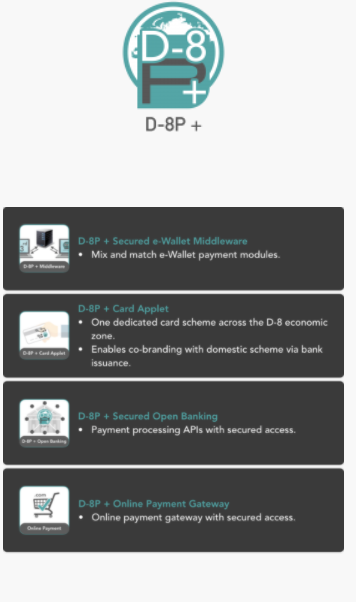 D-8
P+
D-8P +
D-8P + Secured e-Wallet Middleware
• Mix and match e-Wallet payment modules.
D-8P + Middleware
D-8P + Card Applet
• One dedicated card scheme across the D-8 economic
zone.
• Enables co-branding with domestic scheme via bank
issuance.
D-8P + Card Applet
D-8P + Secured Open Banking
• Payment processing APIs with secured access.
D-8P + Open Banking
.com
D-8P + Online Payment Gateway
• Online payment gateway with secured access.
Online Payment